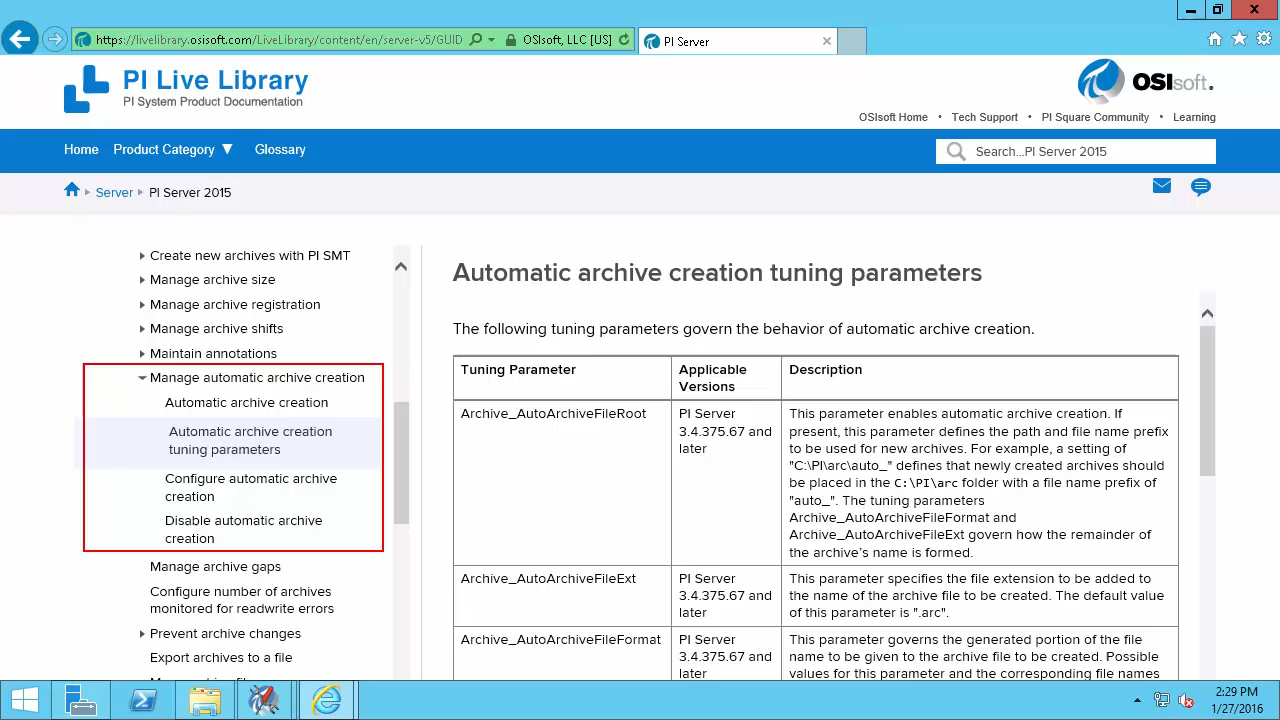 https://livelibrary.osisoft.com/LiveLibrary/content/en/server-v5/GUID
OSIsoft, LLC [US]
PI Server
PI Live Library
PI System Product Documentation
OSIsoft.
OSIsoft Home • Tech Support • PI Square Community • Learning
Home Product Category Glossary
Search...PI Server 2015
Server PI Server 2015
Create new archives with PI SMT
Manage archive size
Manage archive registration
Manage archive shifts
Maintain annotations
Manage automatic archive creation
Automatic archive creation
Automatic archive creation
tuning parameters
Configure automatic archive
creation
Disable automatic archive
creation
Manage archive gaps
Configure number of archives
monitored for readwrite errors
Prevent archive changes
Export archives to a file
Automatic archive creation tuning parameters
The following tuning parameters govern the behavior of automatic archive creation.
Tuning Parameter
Applicable
Versions
Description
Archive_AutoArchiveFileRoot
PI Server
3.4.375.67 and
later
This parameter enables automatic archive creation. If
present, this parameter defines the path and file name prefix
to be used for new archives. For example, a setting of
"C:\PI\arc\auto_" defines that newly created archives should
be placed in the C:\PI\arc folder with a file name prefix of
"auto_". The tuning parameters
Archive_AutoArchiveFileFormat and
Archive_AutoArchiveFileExt govern how the remainder of
the archive's name is formed.
Archive_AutoArchiveFileExt
PI Server
3.4.375.67 and
later
This parameter specifies the file extension to be added to
the name of the archive file to be created. The default value
of this parameter is ".arc".
Archive_AutoArchiveFileFormat
PI Server
3.4.375.67 and
later
This parameter governs the generated portion of the file
name to be given to the archive file to be created. Possible
values for this parameter and the corresponding file names
2:29 PM
1/27/2016